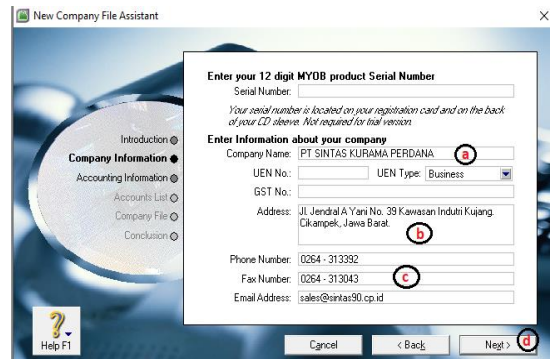 New Company File Assistant
Enter your 12 digit MYOB product Serial Number
Serial Number:
Your serial number is located on your registration card and on the back
of your CD sleeve. Not required for trial version.
Introduction
Company Information
Accounting Information
Accounts List
Company File
Conclusion
Enter Information about your company
Company Name: PT SINTAS KURAMA PERDANA a
UEN No.: UEN Type: Business
GST No.:
Address: Jl. Jendral A Yani No. 39 Kawasan Indutri Kujang.
Cikampek, Jawa Barat. b
Phone Number: 0264 - 313392
Fax Number: 0264 - 313043 c
Email Address: sales@sintas90.cp.id
Help F1
Cancel < Back Next > d